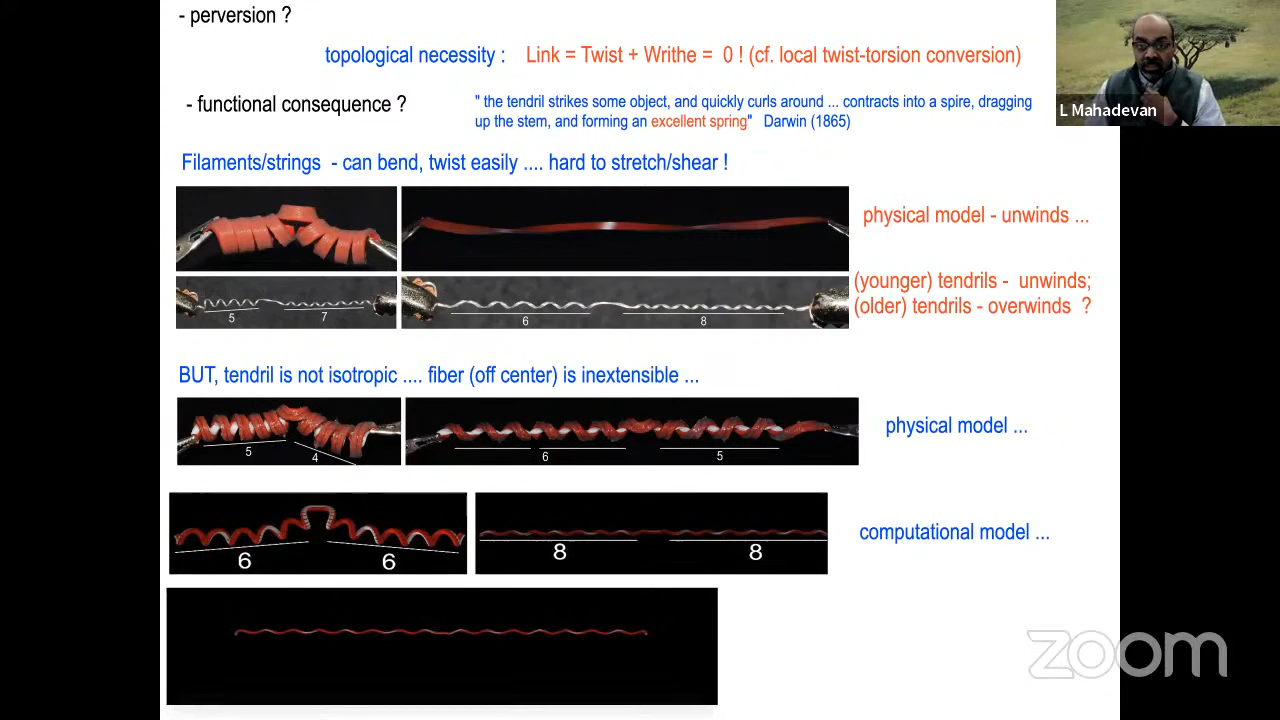 - perversion ?
topological necessity : Link = Twist + Writhe = 0 ! (cf. local twist-torsion conversion)
- functional consequence ?
" the tendril strikes some object, and quickly curls around ... contracts into a spire, dragging
up the stem, and forming an excellent spring" Darwin (1865)
L Mahadevan
Filaments/strings - can bend, twist easily .... hard to stretch/shear !
physical model - unwinds ...
(younger) tendrils - unwinds;
(older) tendrils - overwinds ?
5 7 6 8
BUT, tendril is not isotropic .... fiber (off center) is inextensible ...
physical model ...
5 4 6 5
computational model ...
6 6 8 8
zoom